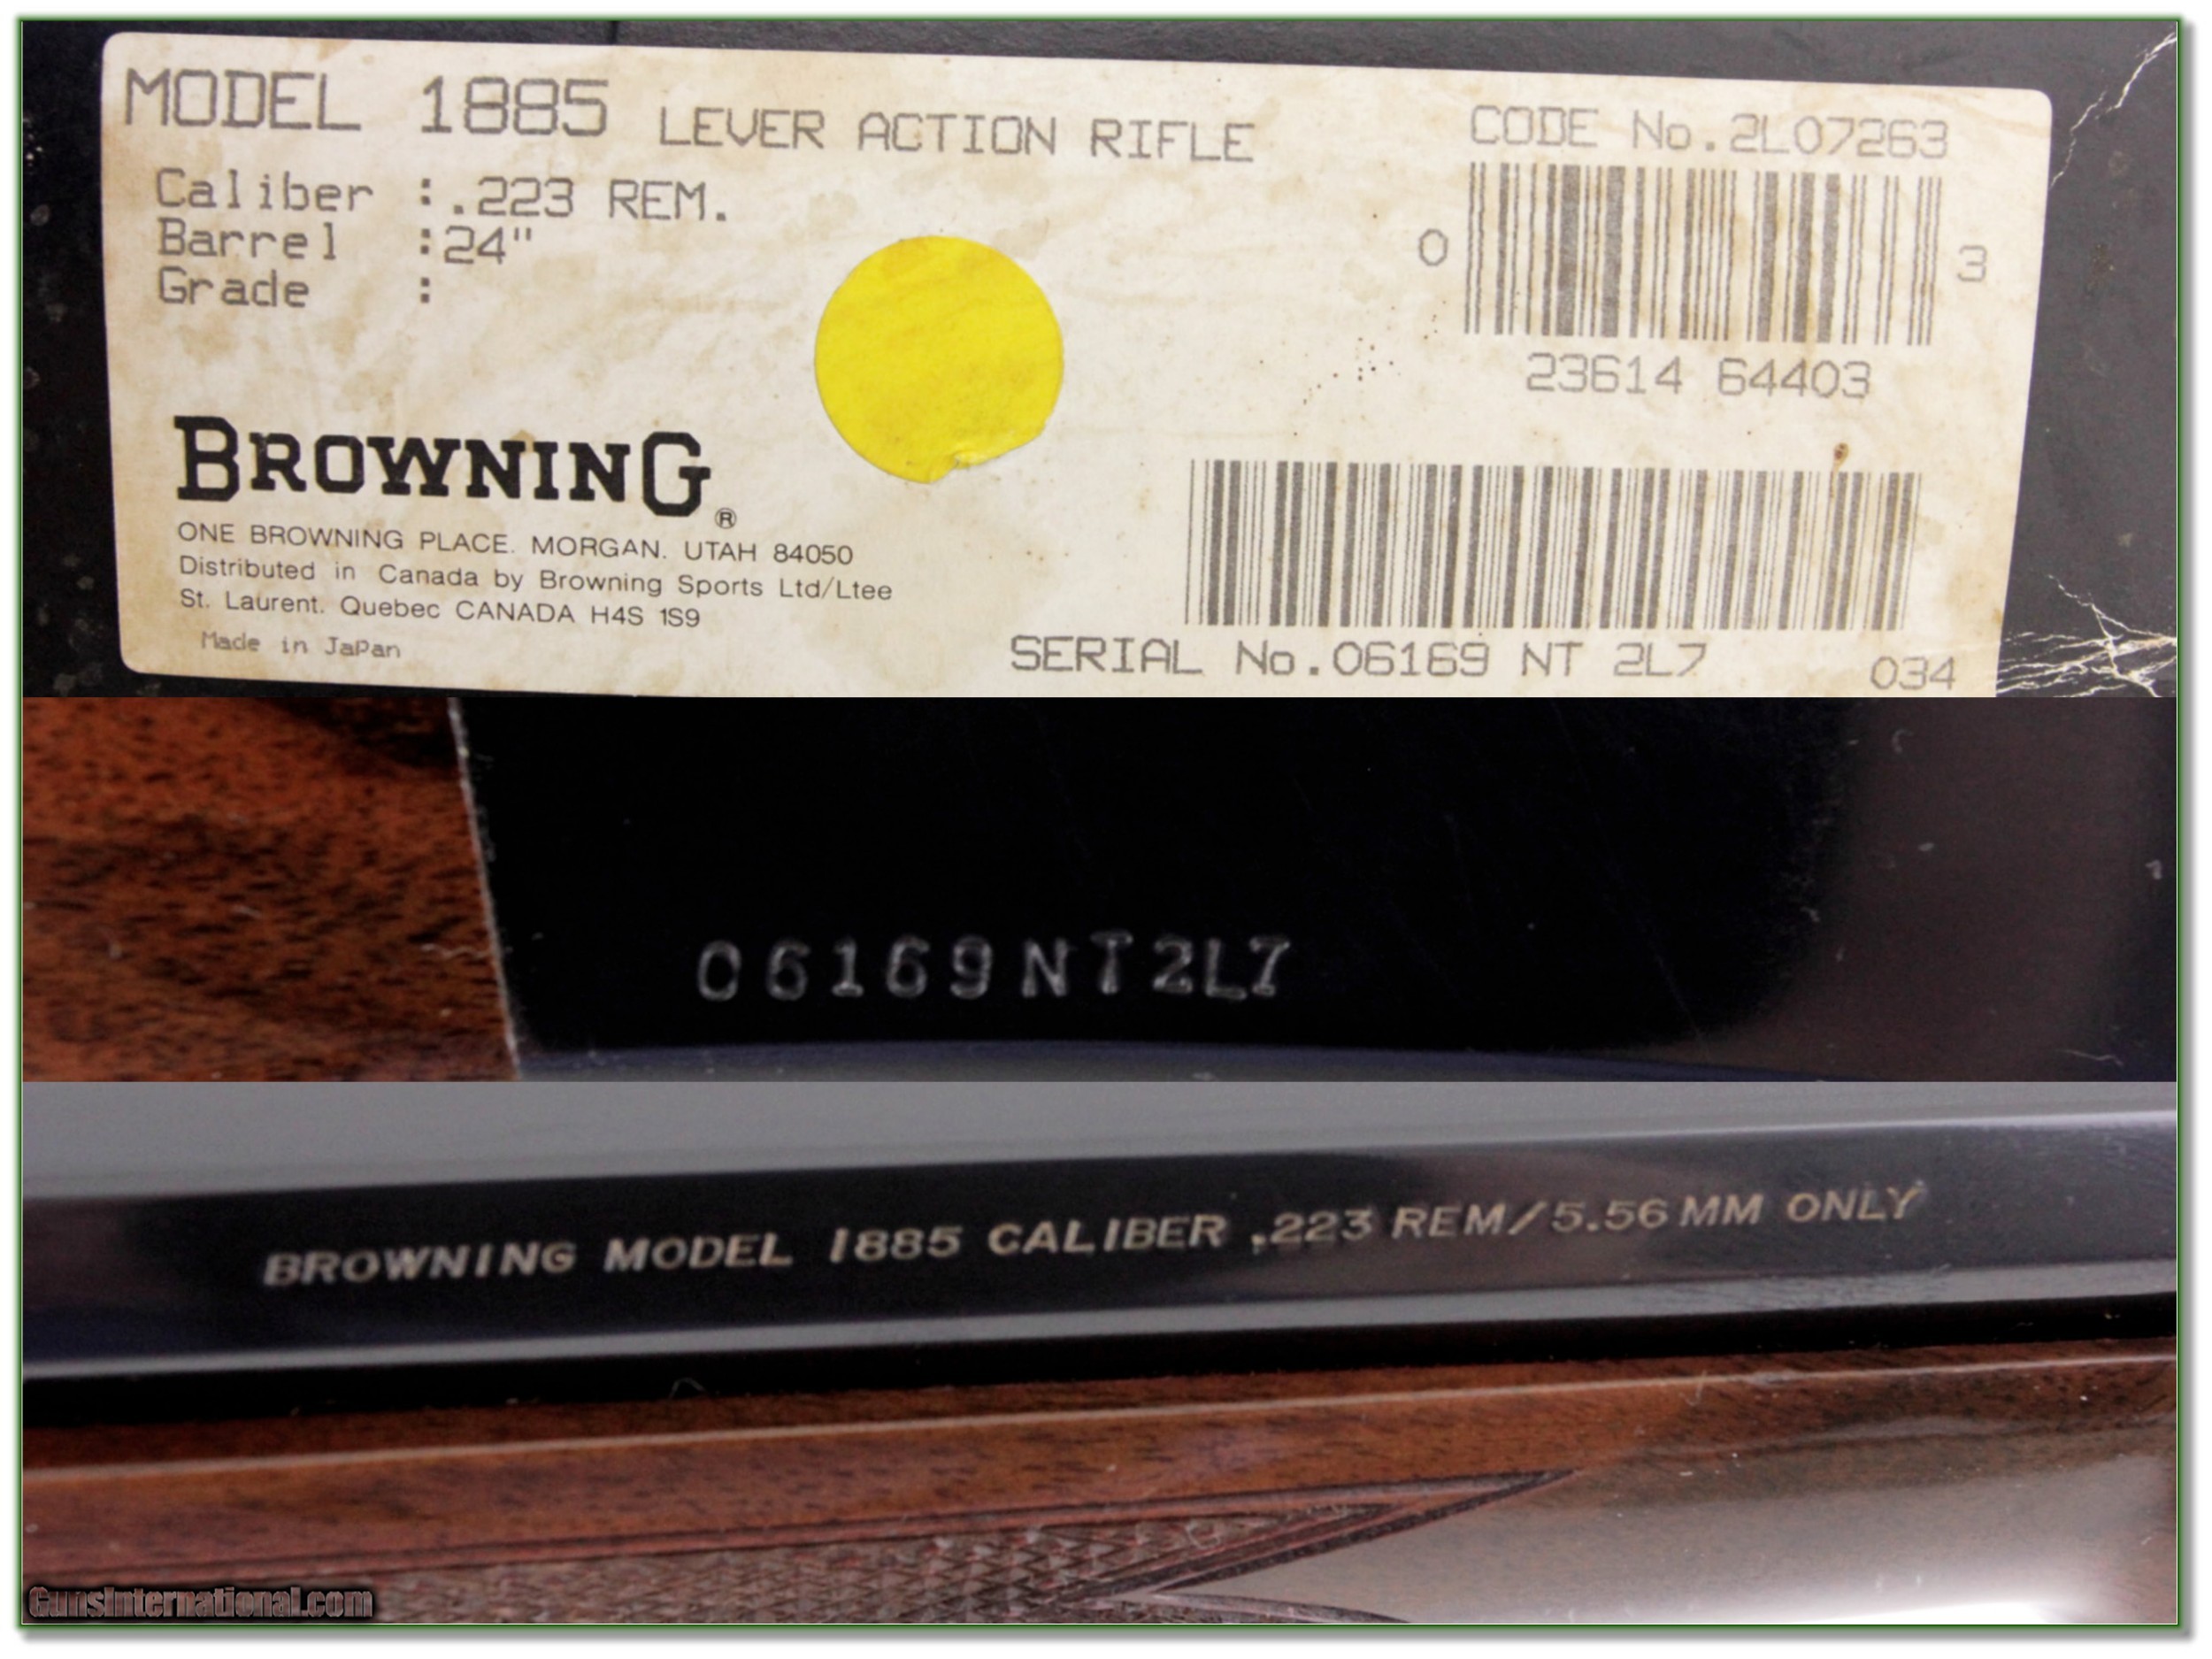 MODEL 1885 LEVER ACTION RIFLE
CODE No.2L07263
Caliber :.223 REM.
Barrel :24"
Grade :
0 3
23614 64403
BROWNING®
ONE BROWNING PLACE. MORGAN. UTAH 84050
Distributed in Canada by Browning Sports Ltd/Ltee
St. Laurent. Quebec CANADA H4S 1S9
Made in JaPan
SERIAL No.06169 NT 2L7 034
06169NT2L7
BROWNING MODEL 1885 CALIBER .223 REM/5.56MM ONLY
GunsInternational.com